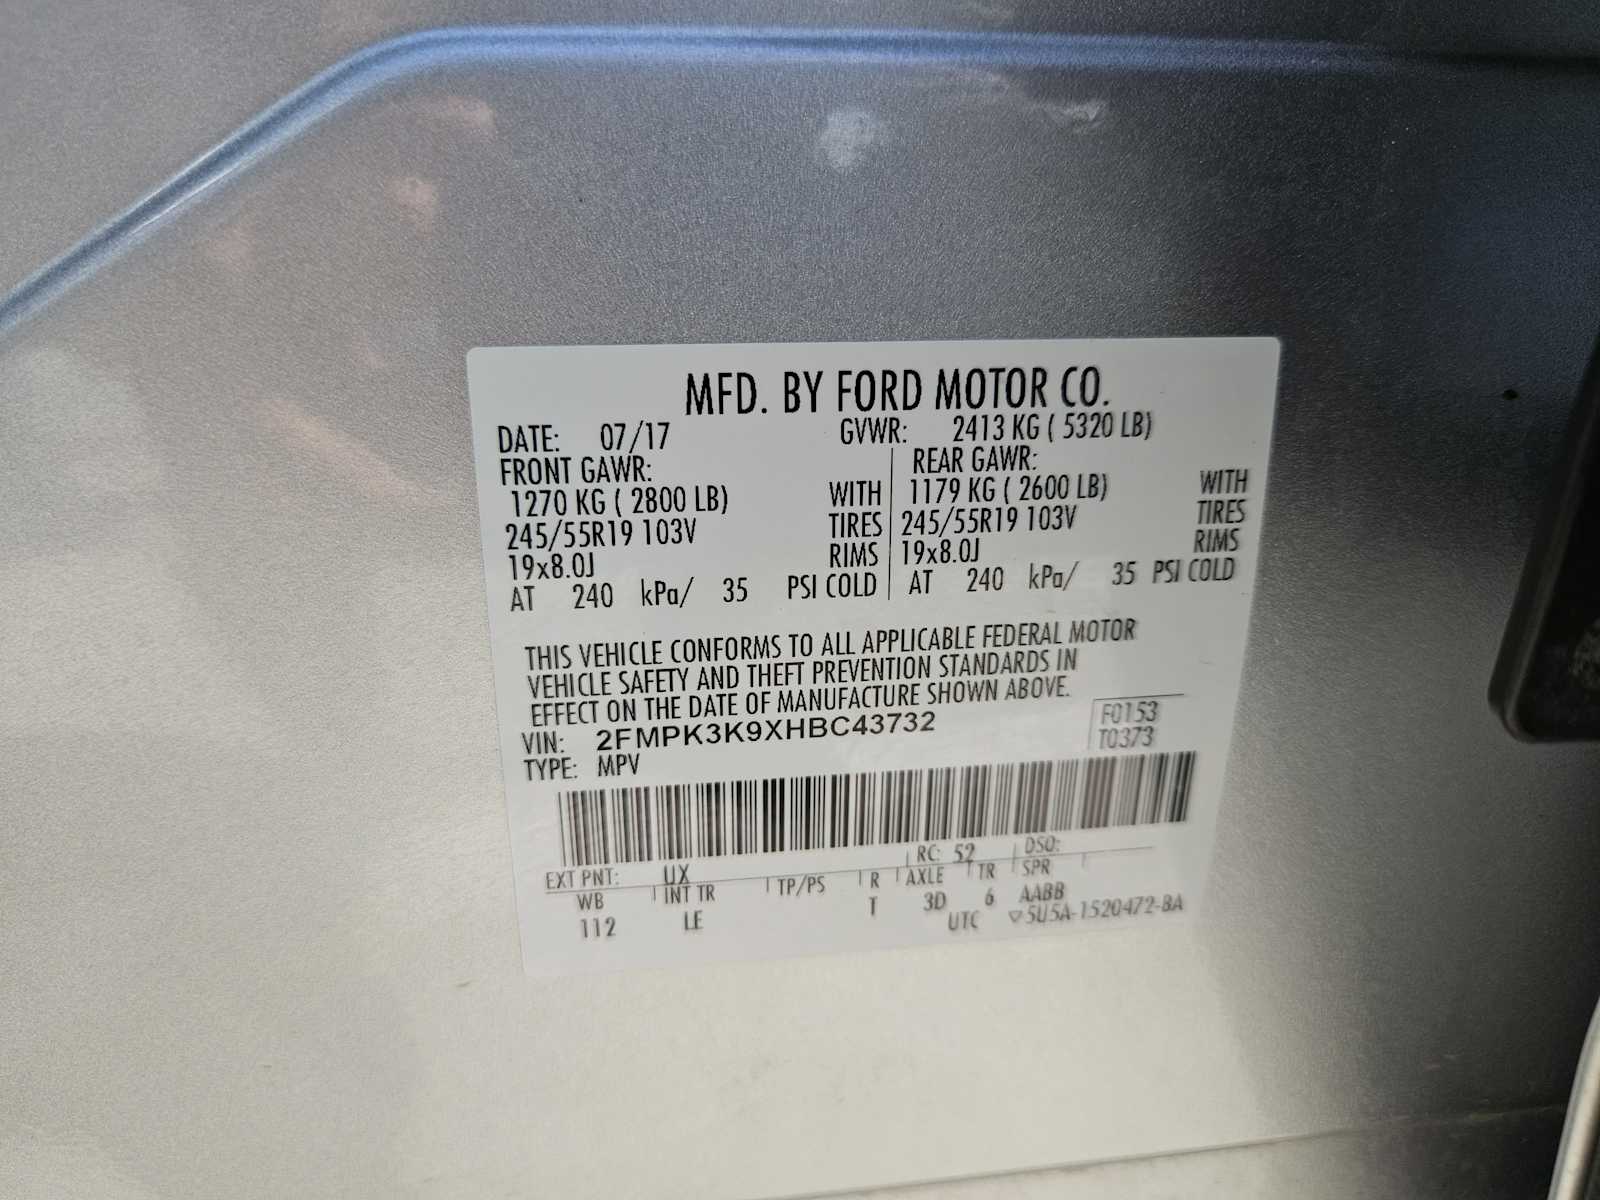 MFD. BY FORD MOTOR CO.
DATE: 07/17 GVWR: 2413 KG ( 5320 LB)
FRONT GAWR: REAR GAWR:
1270 KG ( 2800 LB) WITH 1179 KG ( 2600 LB) WITH
245/55R19 103V TIRES 245/55R19 103V TIRES
19x8.0J RIMS 19x8.0J RIMS
AT 240 kPa/ 35 PSI COLD AT 240 kPa/ 35 PSI COLD
THIS VEHICLE CONFORMS TO ALL APPLICABLE FEDERAL MOTOR
VEHICLE SAFETY AND THEFT PREVENTION STANDARDS IN
EFFECT ON THE DATE OF MANUFACTURE SHOWN ABOVE.
VIN: 2FMPK3K9XHBC43732 F0153
TYPE: MPV T0373
EXT PNT: UX RC: 52 DSO:
WB INT TR TP/PS R AXLE TR SPR
112 LE T 3D 6 AABB
UTC ▽5U5A-1520472-BA